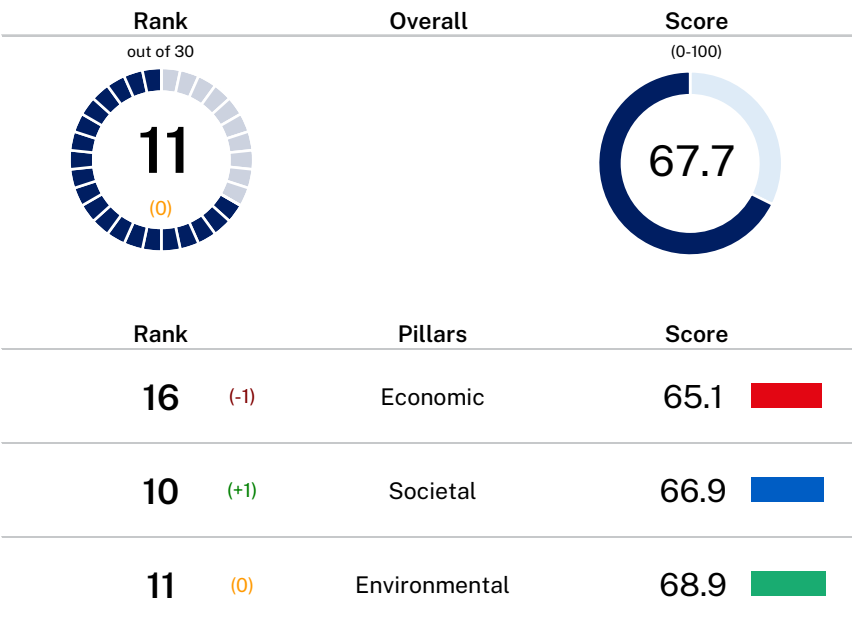 Rank Overall Score
out of 30 (0-100)
11 67.7
(0)
Rank Pillars Score
16 (-1) Economic 65.1
10 (+1) Societal 66.9
11 (0) Environmental 68.9